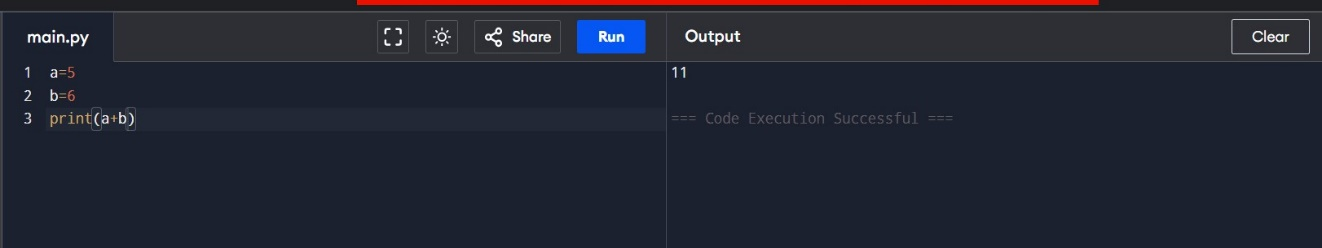 main.py
Share
Run
Output
Clear
1 a=5
2 b=6
3 print(a+b)
11
=== Code Execution Successful ===